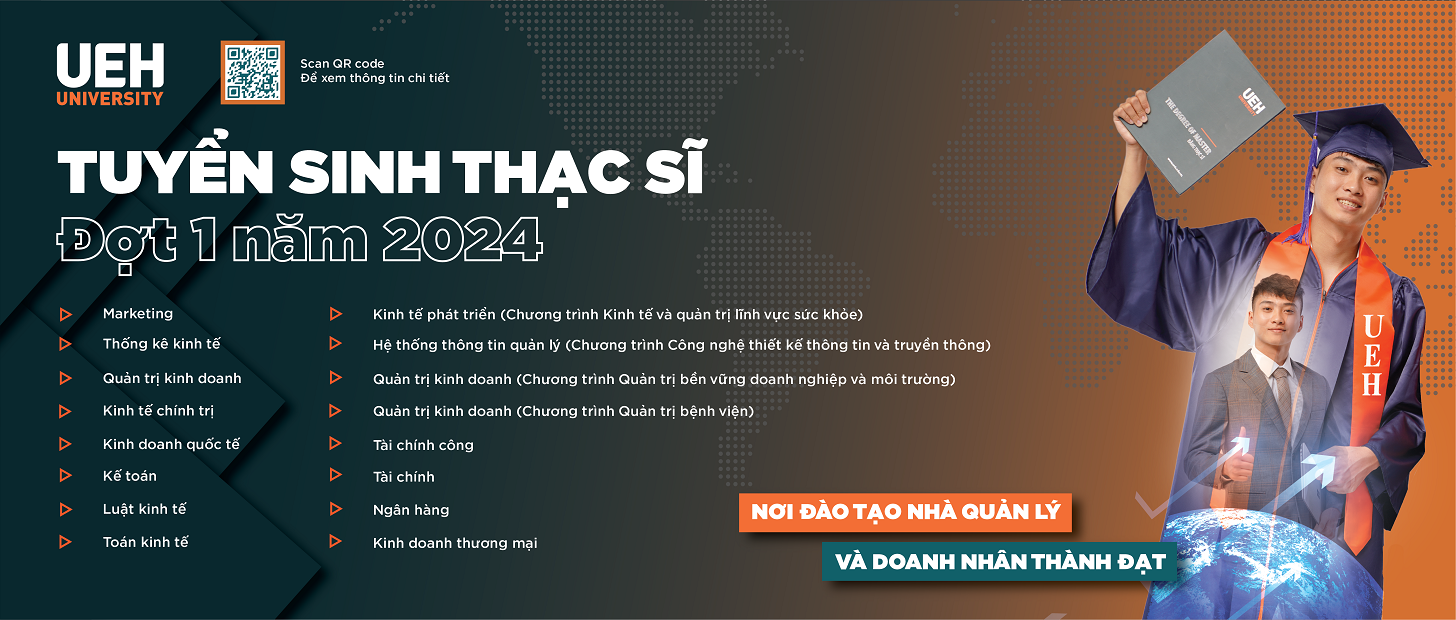 UEH
UNIVERSITY
Scan QR code
Để xem thông tin chi tiết
TUYỂN SINH THẠC SĨ
Đợt 1 năm 2024
Marketing
Thống kê kinh tế
Quản trị kinh doanh
Kinh tế chính trị
Kinh doanh quốc tế
Kế toán
Luật kinh tế
Toán kinh tế
Kinh tế phát triển (Chương trình Kinh tế và quản trị lĩnh vực sức khỏe)
Hệ thống thông tin quản lý (Chương trình Công nghệ thiết kế thông tin và truyền thông)
Quản trị kinh doanh (Chương trình Quản trị bền vững doanh nghiệp và môi trường)
Quản trị kinh doanh (Chương trình Quản trị bệnh viện)
Tài chính công
Tài chính
Ngân hàng
Kinh doanh thương mại
NƠI ĐÀO TẠO NHÀ QUẢN LÝ
VÀ DOANH NHÂN THÀNH ĐẠT
UEH
UNIVERSITY
THE DEGREE OF MASTER
BẰNG THẠC SĨ
UEH